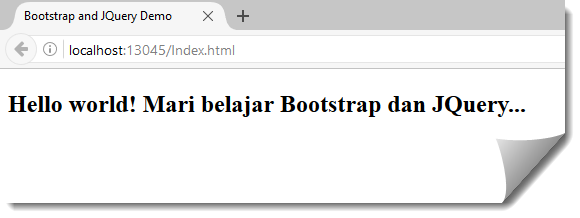 Bootstrap and JQuery Demo
localhost:13045/Index.html
Hello world! Mari belajar Bootstrap dan JQuery...